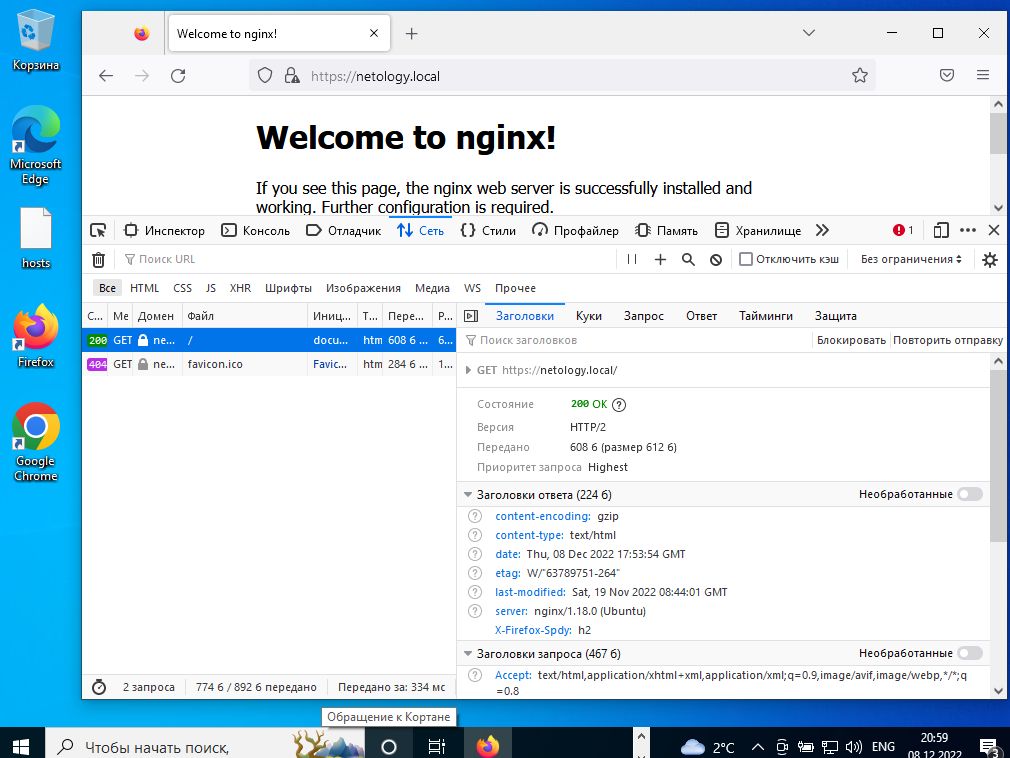 Корзина
Microsoft
Edge
hosts
Firefox
Google
Chrome
Welcome to nginx!
https://netology.local
Welcome to nginx!
If you see this page, the nginx web server is successfully installed and
working. Further configuration is required.
Инспектор Консоль Отладчик Сеть Стили Профайлер Память Хранилище 1
Поиск URL Отключить кэш Без ограничения
Все HTML CSS JS XHR Шрифты Изображения Медиа WS Прочее
С... Ме Домен Файл Иниц... Т... Пере... Р...
200 GET ne... / docu... htm 608 б ... 6...
404 GET ne... favicon.ico Favic... htm 284 б ... 1...
Заголовки Куки Запрос Ответ Тайминги Защита
Поиск заголовков Блокировать Повторить отправку
GET https://netology.local/
Состояние 200 OK ?
Версия HTTP/2
Передано 608 б (размер 612 б)
Приоритет запроса Highest
Заголовки ответа (224 б) Необработанные
? content-encoding: gzip
? content-type: text/html
? date: Thu, 08 Dec 2022 17:53:54 GMT
? etag: W/"63789751-264"
? last-modified: Sat, 19 Nov 2022 08:44:01 GMT
? server: nginx/1.18.0 (Ubuntu)
X-Firefox-Spdy: h2
Заголовки запроса (467 б) Необработанные
? Accept: text/html,application/xhtml+xml,application/xml;q=0.9,image/avif,image/webp,*/*;q
=0.8
2 запроса 774 б / 892 б передано Передано за: 334 мс
Обращение к Кортане
Чтобы начать поиск,
2°C ENG 20:59
08.12.2022
3